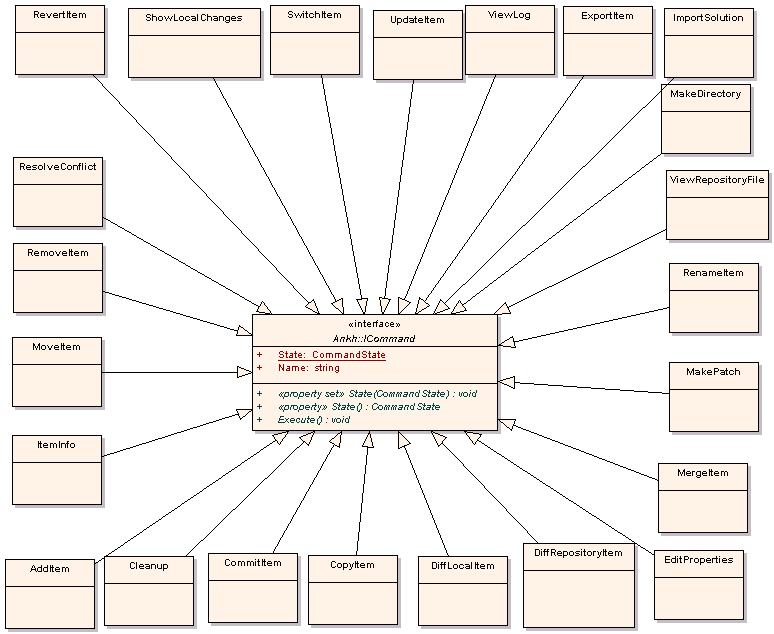 RevertItem
ShowLocalChanges
SwitchItem
UpdateItem
ViewLog
ExportItem
ImportSolution
MakeDirectory
ResolveConflict
ViewRepositoryFile
RemoveItem
RenameItem
«interface»
Ankh::ICommand
+ State: CommandState
+ Name: string
+ «property set» State(CommandState) : void
+ «property» State() : CommandState
+ Execute() : void
MoveItem
MakePatch
ItemInfo
MergeItem
AddItem
Cleanup
CommitItem
CopyItem
DiffLocalItem
DiffRepositoryItem
EditProperties